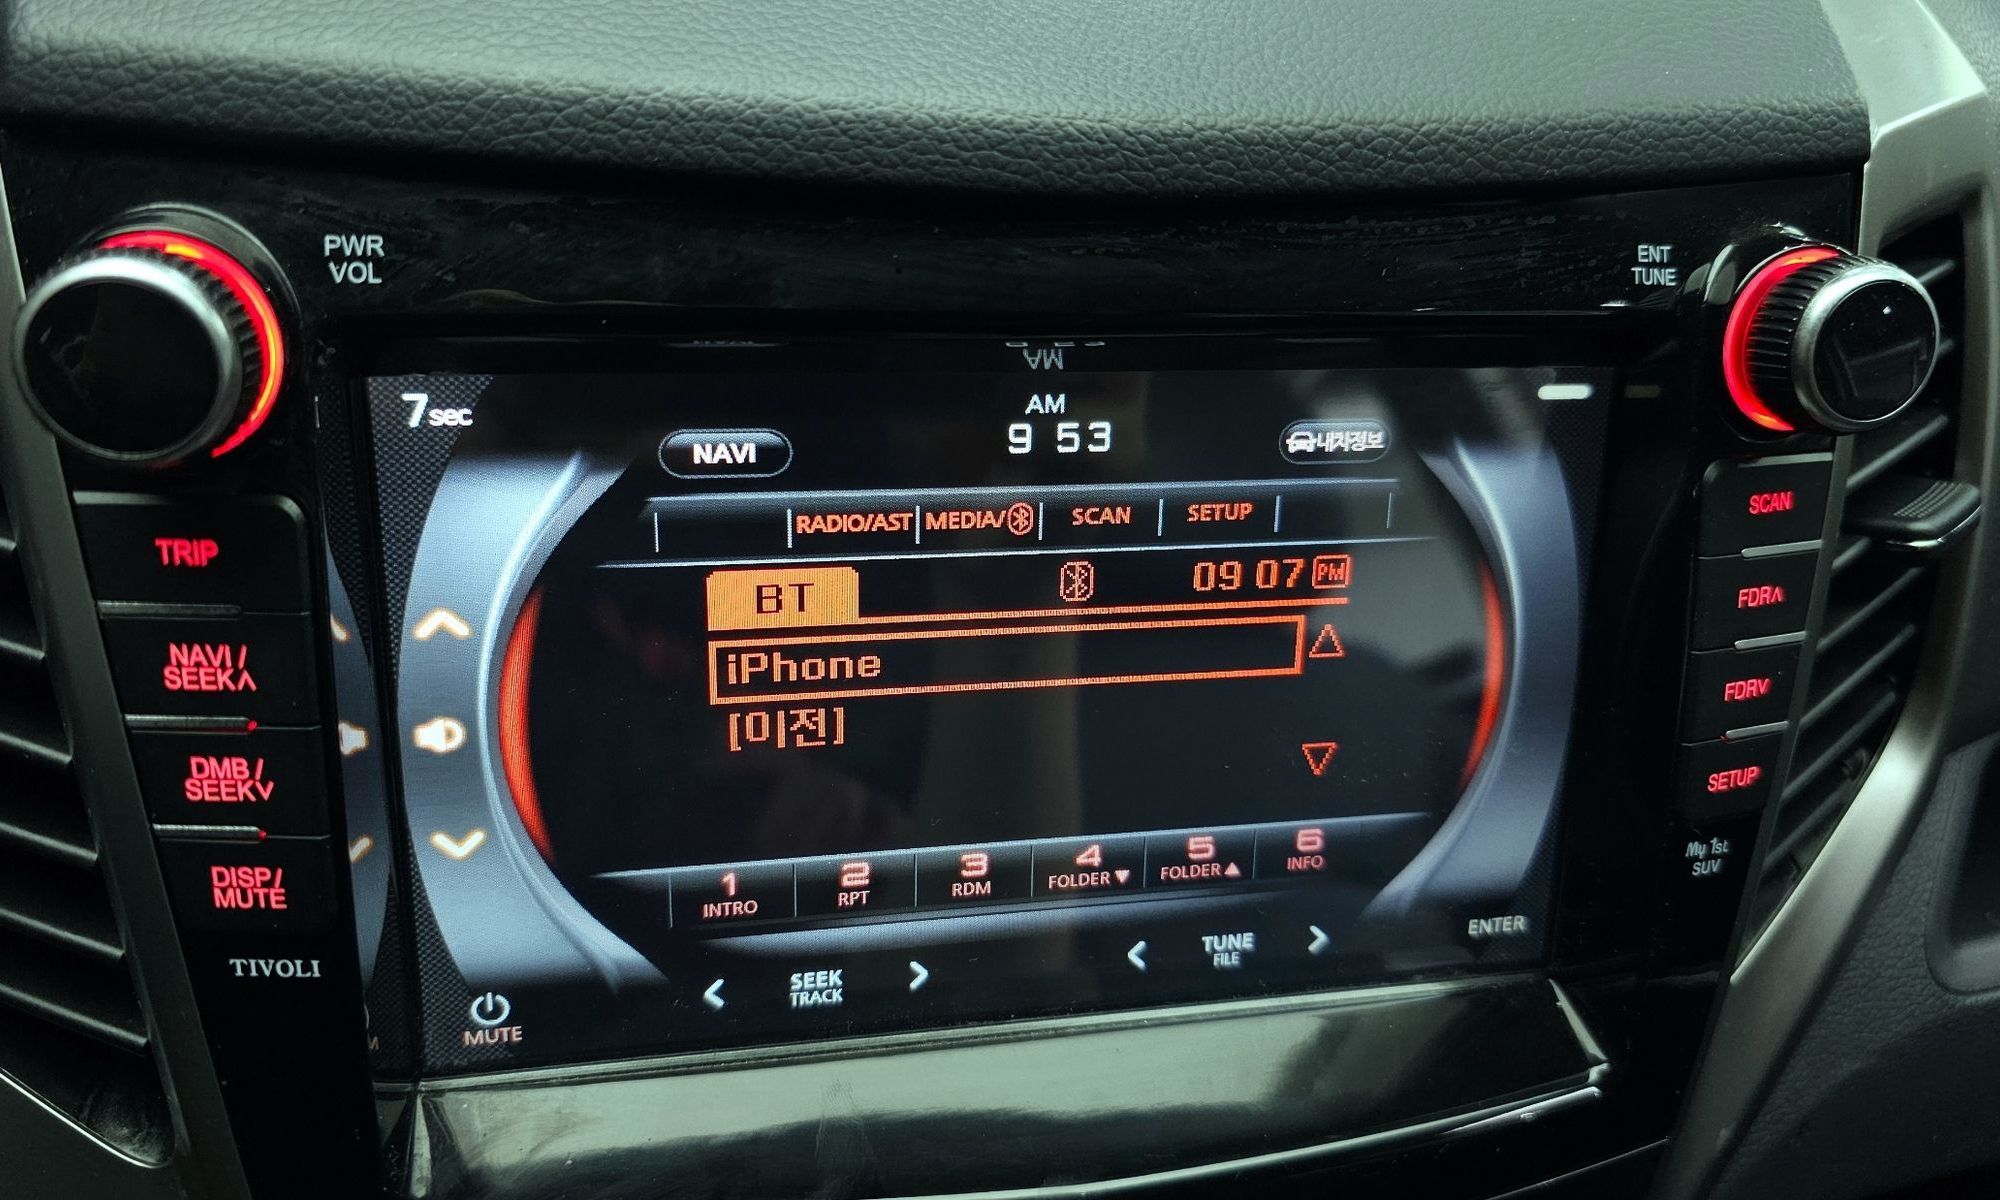 PWR
VOL
ENT
TUNE
7sec
AM
9 53
NAVI
내차정보
RADIO/AST
MEDIA/
SCAN
SETUP
BT
09 07 PM
iPhone
[이전]
1
INTRO
2
RPT
3
RDM
4
FOLDER▼
5
FOLDER▲
6
INFO
< SEEK >
TRACK
< TUNE >
FILE
ENTER
MUTE
TRIP
NAVI/
SEEK∧
DMB/
SEEK∨
DISP/
MUTE
TIVOLI
SCAN
FDR∧
FDR∨
SETUP
My 1st
SUV